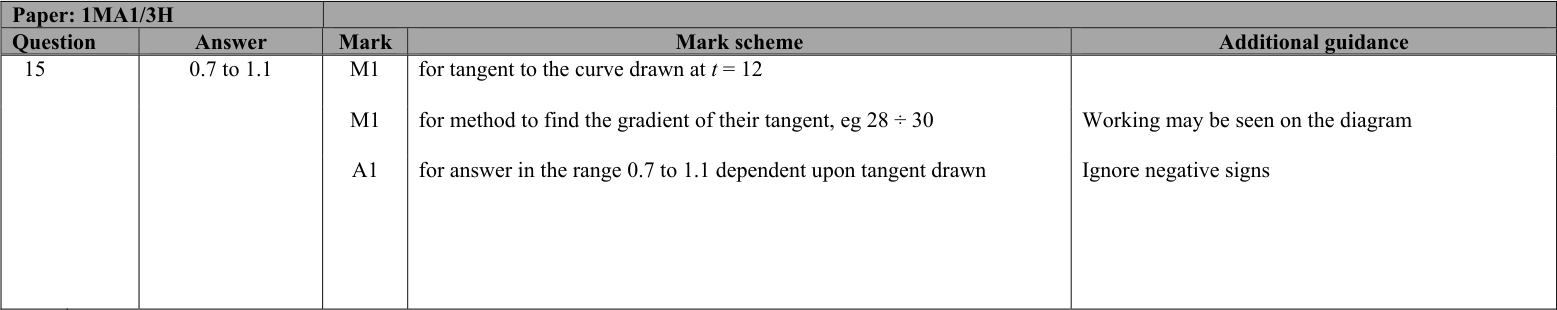 Paper: 1MA1/3H
Question Answer Mark Mark scheme Additional guidance
15 0.7 to 1.1 M1 for tangent to the curve drawn at t = 12
M1 for method to find the gradient of their tangent, eg 28 ÷ 30 Working may be seen on the diagram
A1 for answer in the range 0.7 to 1.1 dependent upon tangent drawn Ignore negative signs